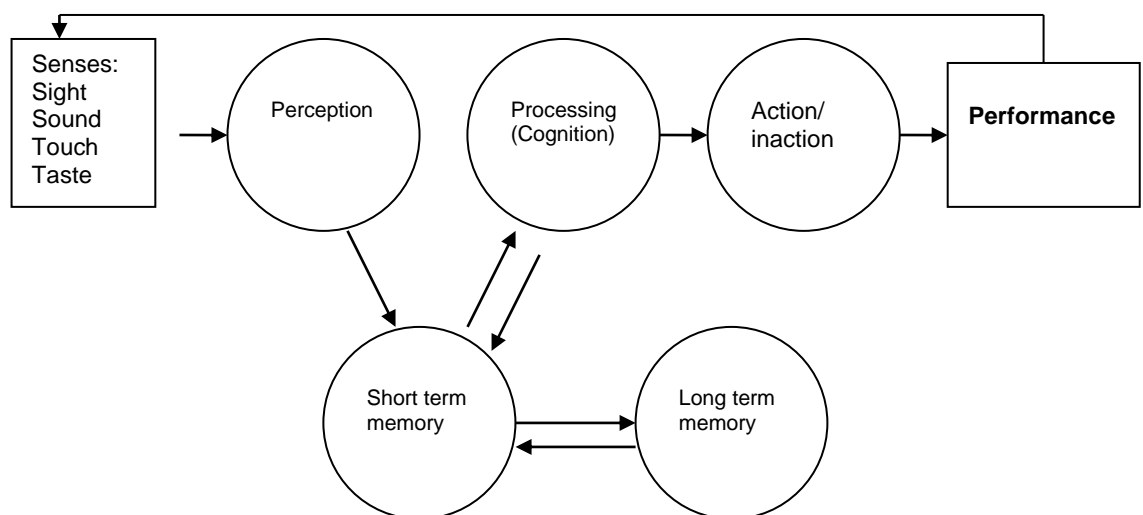 Senses:
Sight
Sound
Touch
Taste
Perception
Processing
(Cognition)
Action/
inaction
Performance
Short term
memory
Long term
memory